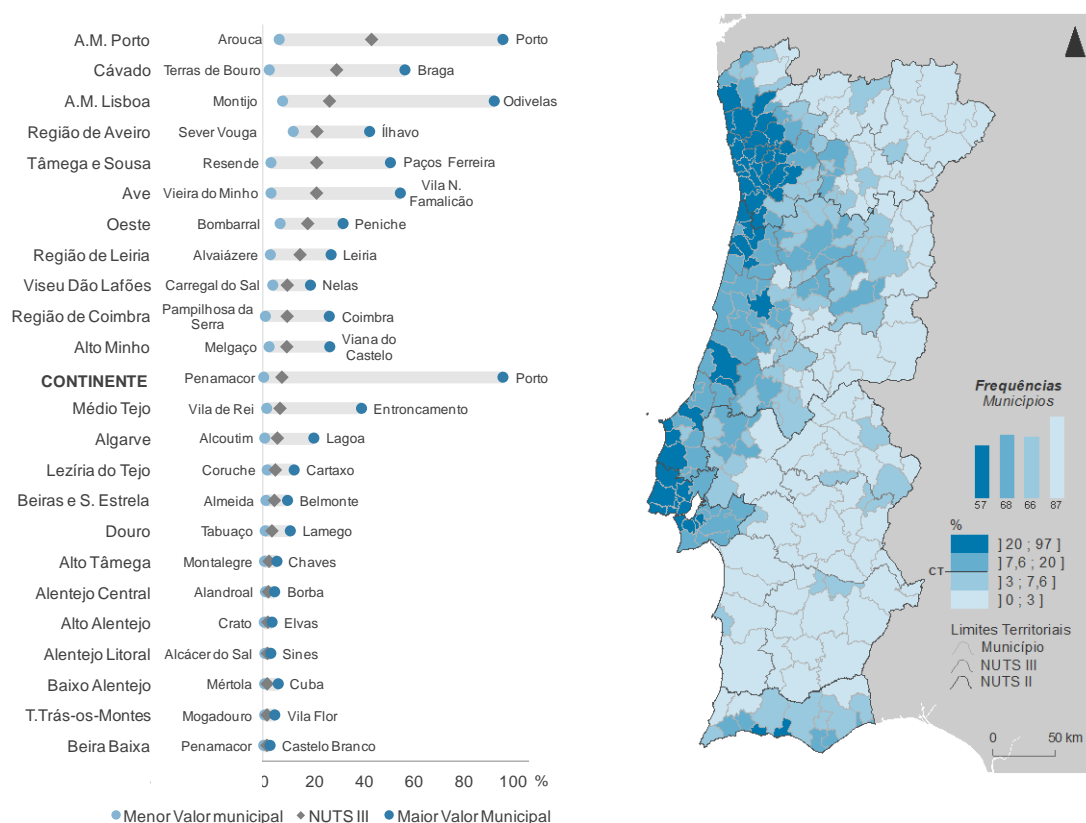 A.M. Porto Arouca Porto
Cávado Terras de Bouro Braga
A.M. Lisboa Montijo Odivelas
Região de Aveiro Sever Vouga Ílhavo
Tâmega e Sousa Resende Paços Ferreira
Ave Vieira do Minho Vila N. Famalicão
Oeste Bombarral Peniche
Região de Leiria Alvaiázere Leiria
Viseu Dão Lafões Carregal do Sal Nelas
Região de Coimbra Pampilhosa da Serra Coimbra
Alto Minho Melgaço Viana do Castelo
CONTINENTE Penamacor Porto
Médio Tejo Vila de Rei Entroncamento
Algarve Alcoutim Lagoa
Lezíria do Tejo Coruche Cartaxo
Beiras e S. Estrela Almeida Belmonte
Douro Tabuaço Lamego
Alto Tâmega Montalegre Chaves
Alentejo Central Alandroal Borba
Alto Alentejo Crato Elvas
Alentejo Litoral Alcácer do Sal Sines
Baixo Alentejo Mértola Cuba
T.Trás-os-Montes Mogadouro Vila Flor
Beira Baixa Penamacor Castelo Branco
0 20 40 60 80 100 %
Menor Valor municipal NUTS III Maior Valor Municipal
Frequências
Municípios
57 68 66 87
%
] 20 ; 97 ]
] 7,6 ; 20 ]
CT
] 3 ; 7,6 ]
] 0 ; 3 ]
Limites Territoriais
Município
NUTS III
NUTS II
0 50 km